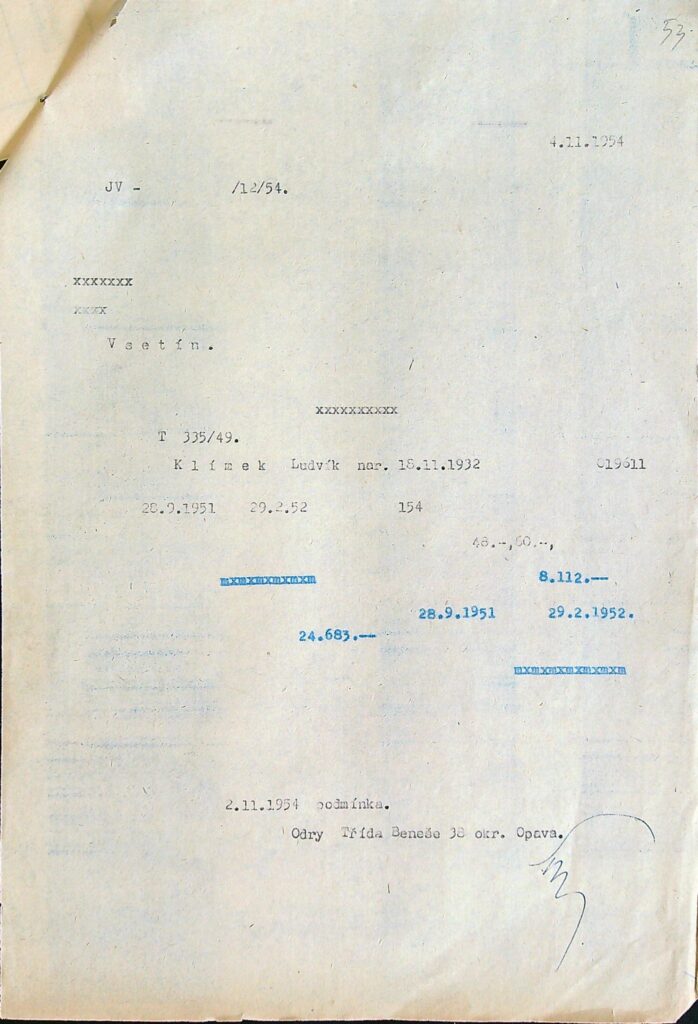 53.
4.11.1954
JV - /12/54.
xxxxxxx
xxxx
Vsetín.
xxxxxxxxxx
T 335/49.
Klímek Ludvík nar. 18.11.1932 019611
28.9.1951 29.2.52 154
48.-,60.-,
mxmxmxmxmxm 8.112.--
28.9.1951 29.2.1952.
24.683.--
mxmxmxmxmxmxm
2.11.1954 podmínka.
Odry Třída Beneše 38 okr. Opava.